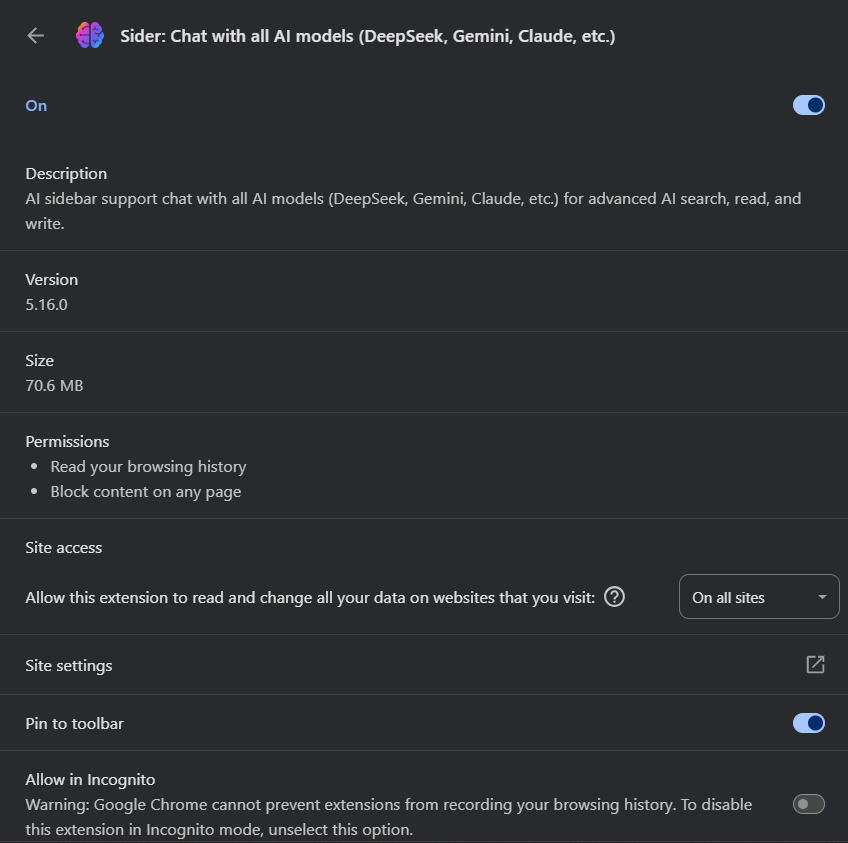 Sider: Chat with all AI models (DeepSeek, Gemini, Claude, etc.)
On
Description
AI sidebar support chat with all AI models (DeepSeek, Gemini, Claude, etc.) for advanced AI search, read, and
write.
Version
5.16.0
Size
70.6 MB
Permissions
• Read your browsing history
• Block content on any page
Site access
Allow this extension to read and change all your data on websites that you visit:
On all sites
Site settings
Pin to toolbar
Allow in Incognito
Warning: Google Chrome cannot prevent extensions from recording your browsing history. To disable
this extension in Incognito mode, unselect this option.